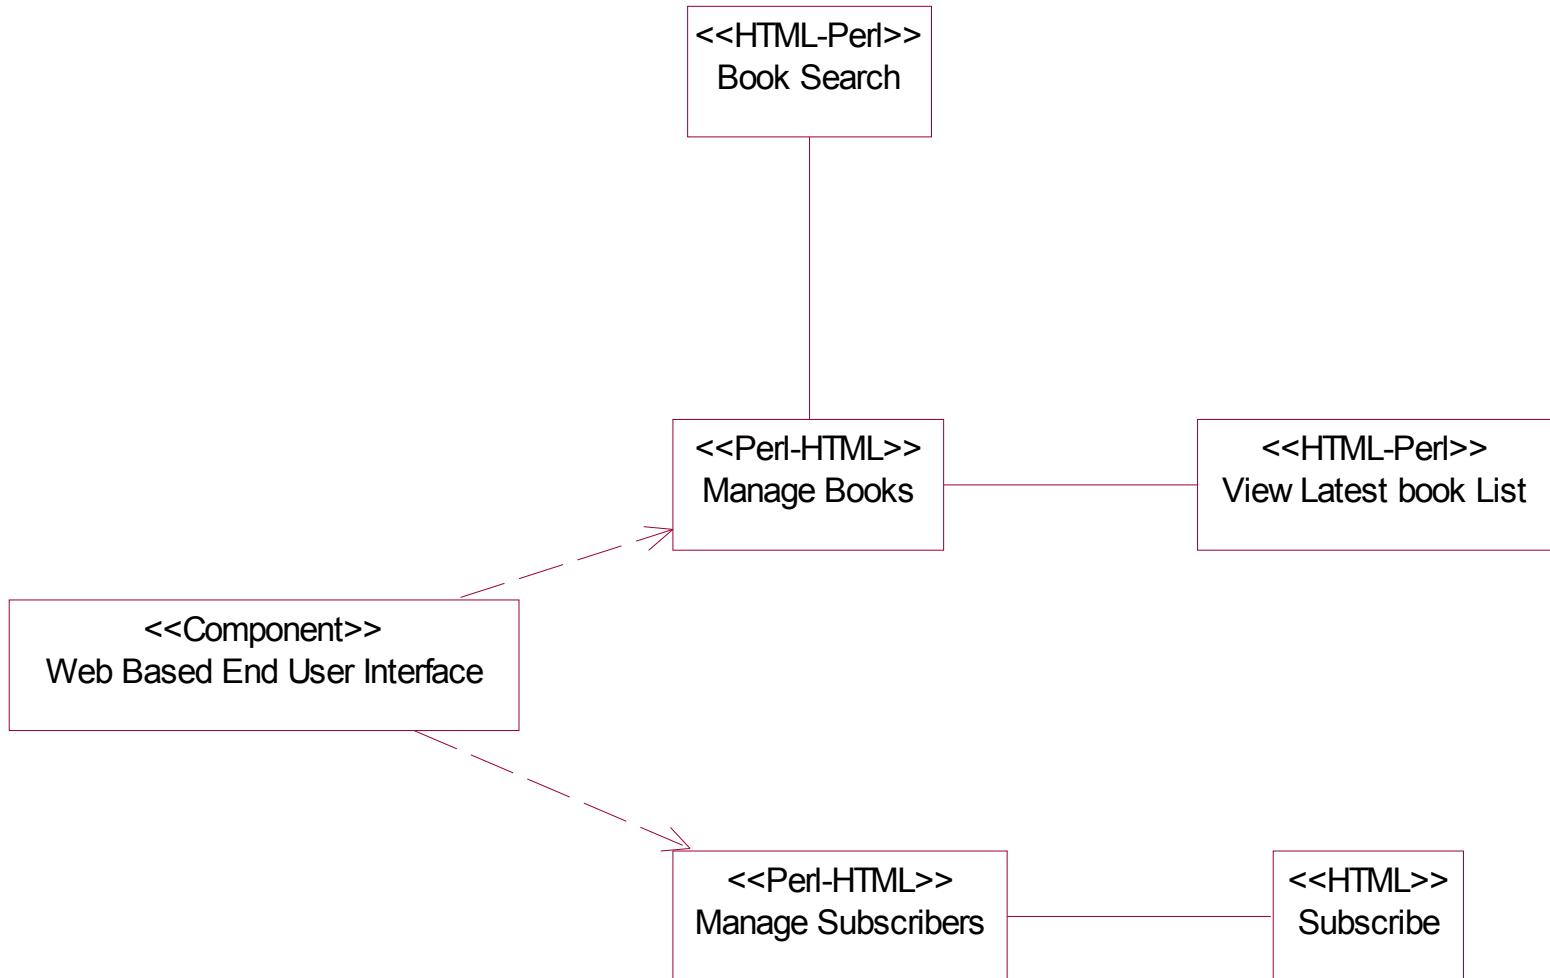 <<HTML-Perl>>
Book Search
<<Perl-HTML>>
Manage Books
<<HTML-Perl>>
View Latest book List
<<Component>>
Web Based End User Interface
<<Perl-HTML>>
Manage Subscribers
<<HTML>>
Subscribe